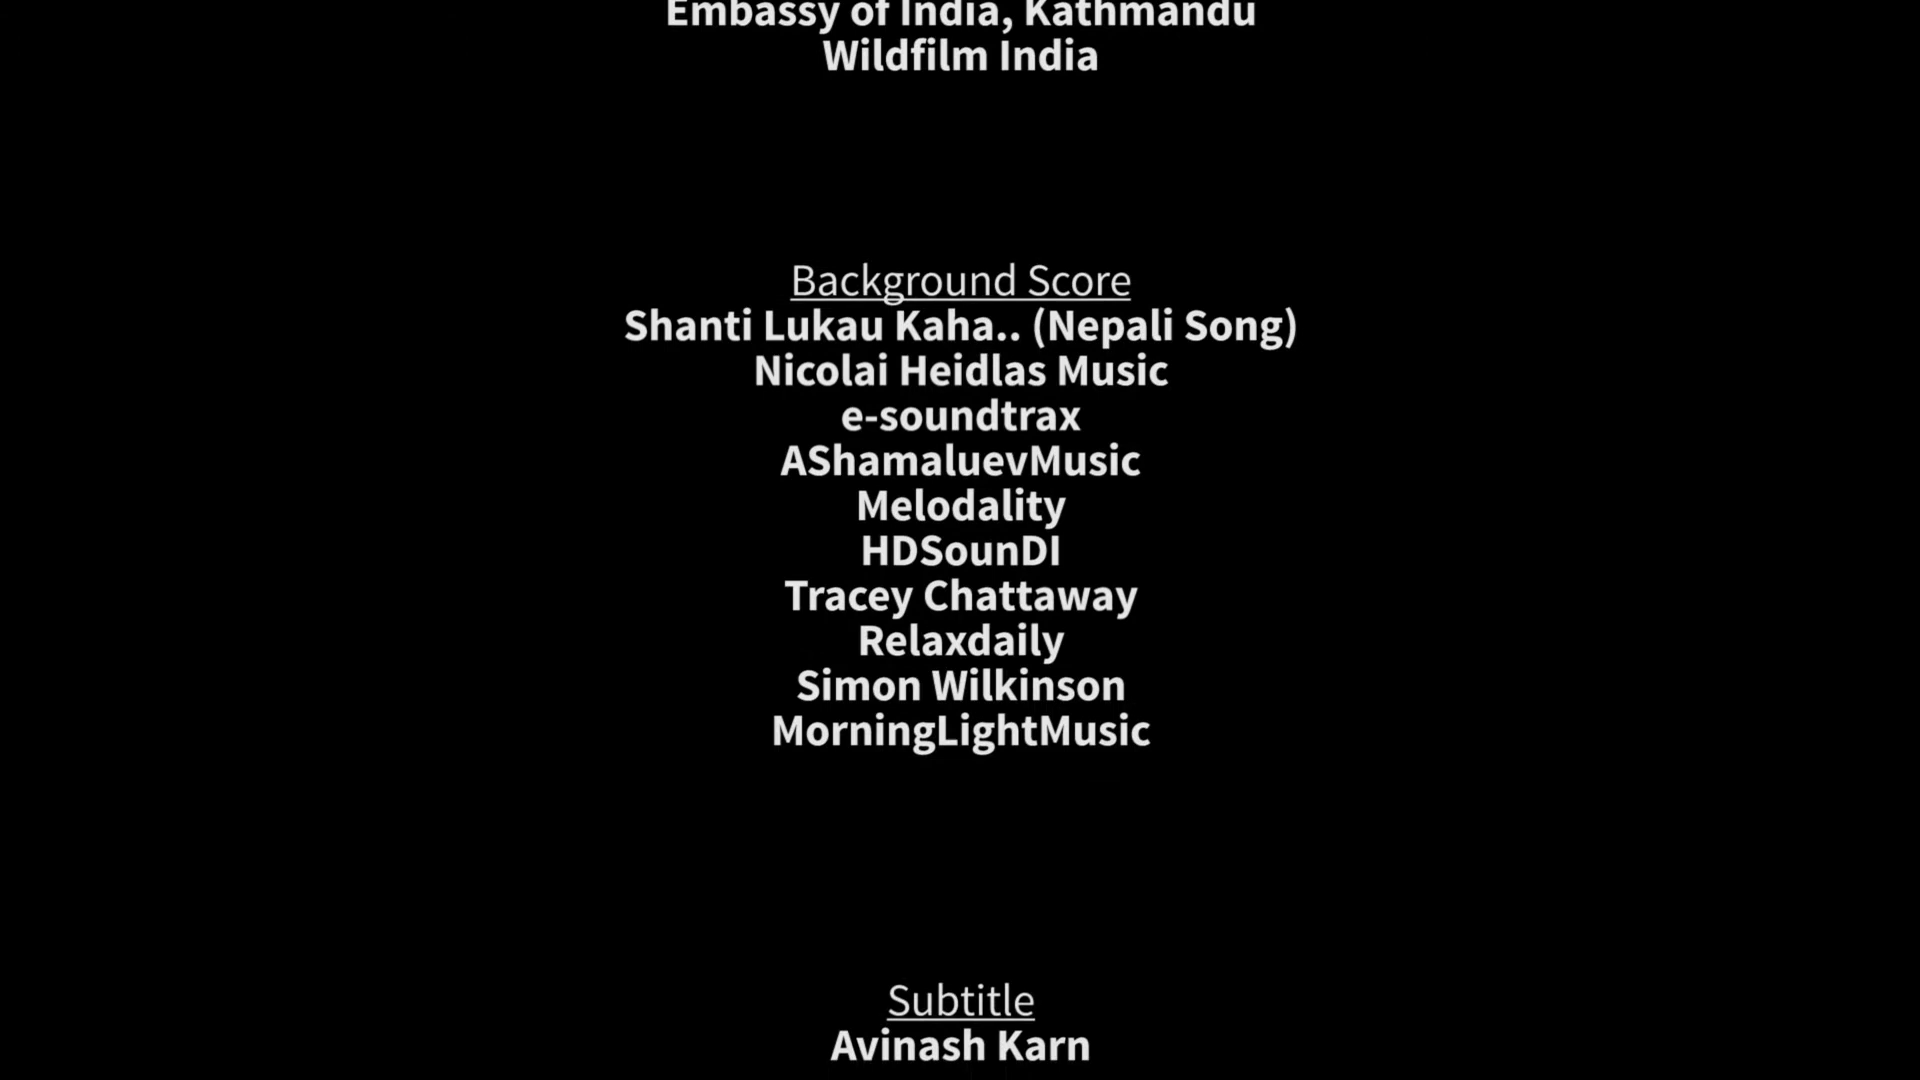 Embassy of India, Kathmandu
Wildfilm India
Background Score
Shanti Lukau Kaha.. (Nepali Song)
Nicolai Heidlas Music
e-soundtrax
AShamaluevMusic
Melodality
HDSounDI
Tracey Chattaway
Relaxdaily
Simon Wilkinson
MorningLightMusic
Subtitle
Avinash Karn